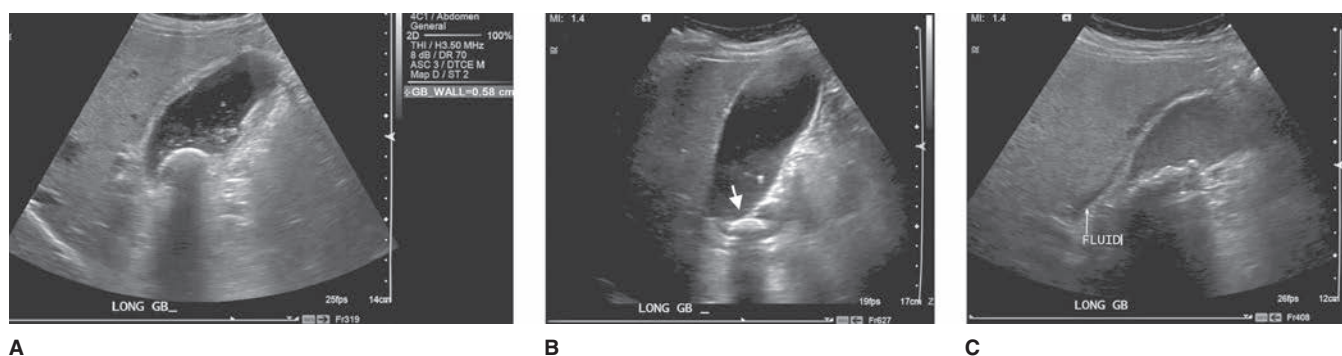 4C1 / Abdomen
General
2D 100%
THI / H3.50 MHz
8 dB / DR 70
ASC 3 / DTCE M
Map D / ST 2
GB_WALL=0.58 cm
A
25fps 14cm
LONG GB_
Fr319
A
MI: 1.4
A
19fps 17cm Z
LONG GB _
Fr627
B
MI: 1.4
A
FLUID
26fps 12cm
LONG GB
Fr408
C